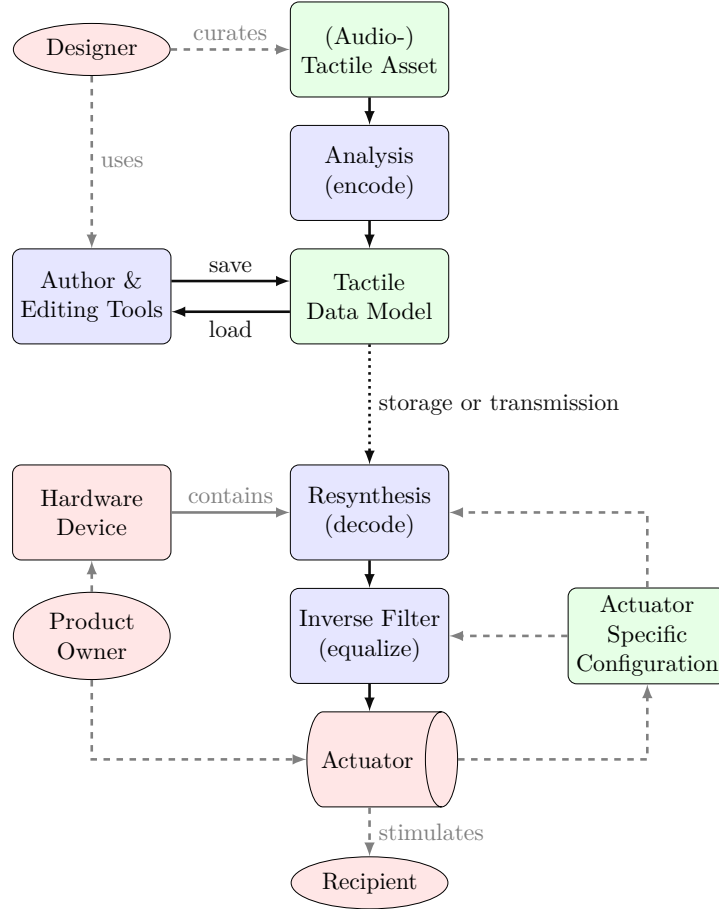 Designer
curates
(Audio-)
Tactile Asset
uses
Analysis
(encode)
Author &
Editing Tools
save
load
Tactile
Data Model
storage or transmission
Hardware
Device
contains
Resynthesis
(decode)
Product
Owner
Inverse Filter
(equalize)
Actuator
Specific
Configuration
Actuator
stimulates
Recipient